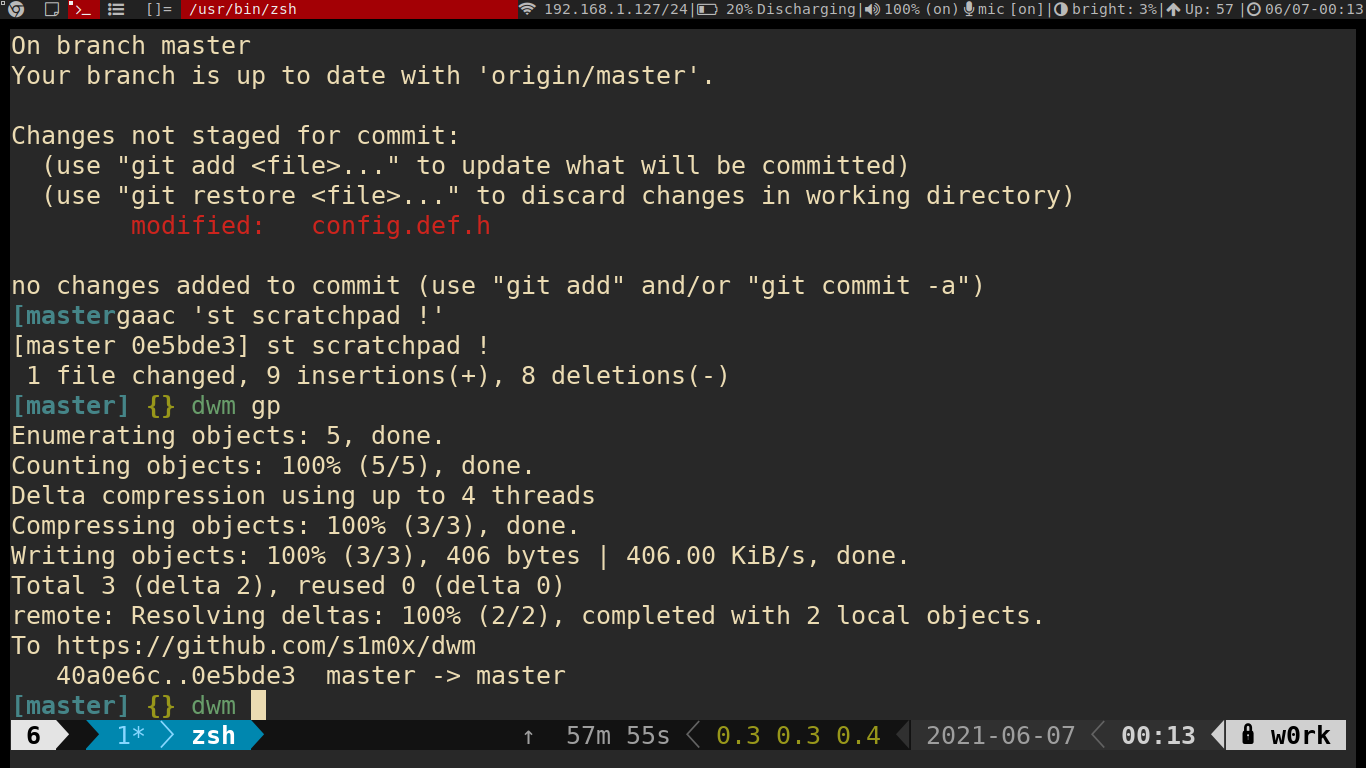 []= /usr/bin/zsh 192.168.1.127/24| 20% Discharging| 100% (on) mic [on]| bright: 3%| Up: 57 | 06/07-00:13
On branch master
Your branch is up to date with 'origin/master'.
Changes not staged for commit:
(use "git add <file>..." to update what will be committed)
(use "git restore <file>..." to discard changes in working directory)
modified: config.def.h
no changes added to commit (use "git add" and/or "git commit -a")
[mastergaac 'st scratchpad !'
[master 0e5bde3] st scratchpad !
1 file changed, 9 insertions(+), 8 deletions(-)
[master] {} dwm gp
Enumerating objects: 5, done.
Counting objects: 100% (5/5), done.
Delta compression using up to 4 threads
Compressing objects: 100% (3/3), done.
Writing objects: 100% (3/3), 406 bytes | 406.00 KiB/s, done.
Total 3 (delta 2), reused 0 (delta 0)
remote: Resolving deltas: 100% (2/2), completed with 2 local objects.
To https://github.com/s1m0x/dwm
40a0e6c..0e5bde3 master -> master
[master] {} dwm
6 1* zsh ↑ 57m 55s 0.3 0.3 0.4 2021-06-07 00:13 w0rk